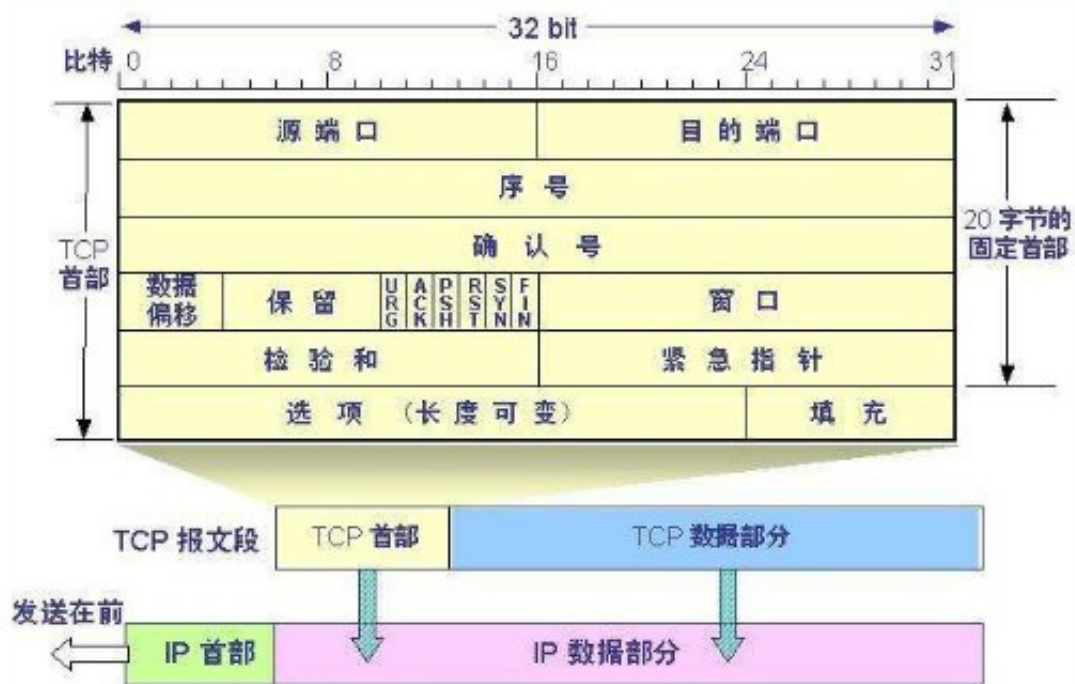 32 bit
比特 0 8 16 24 31
源端口 目的端口
序号
TCP
首部
确认号
20 字节的
固定首部
数据
偏移
保留
URG
ACK
PSH
RST
SYN
FIN
窗口
检验和 紧急指针
选项（长度可变） 填充
TCP 报文段 TCP 首部 TCP 数据部分
发送在前
IP 首部 IP 数据部分